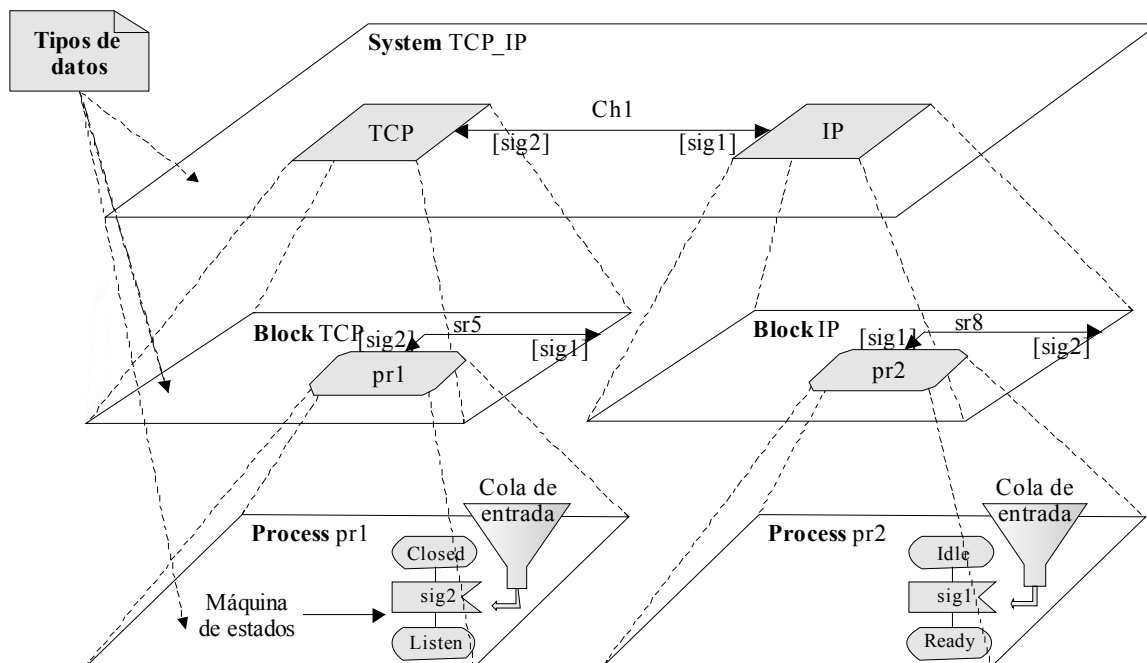 Tipos de
datos
System TCP_IP
TCP
Ch1
IP
[sig2]
[sig1]
Block TCP
[sig2]
sr5
[sig1]
pr1
Block IP
[sig1]
sr8
[sig2]
pr2
Process pr1
Cola de
entrada
Closed
sig2
Listen
Máquina
de estados
Process pr2
Cola de
entrada
Idle
sig1
Ready